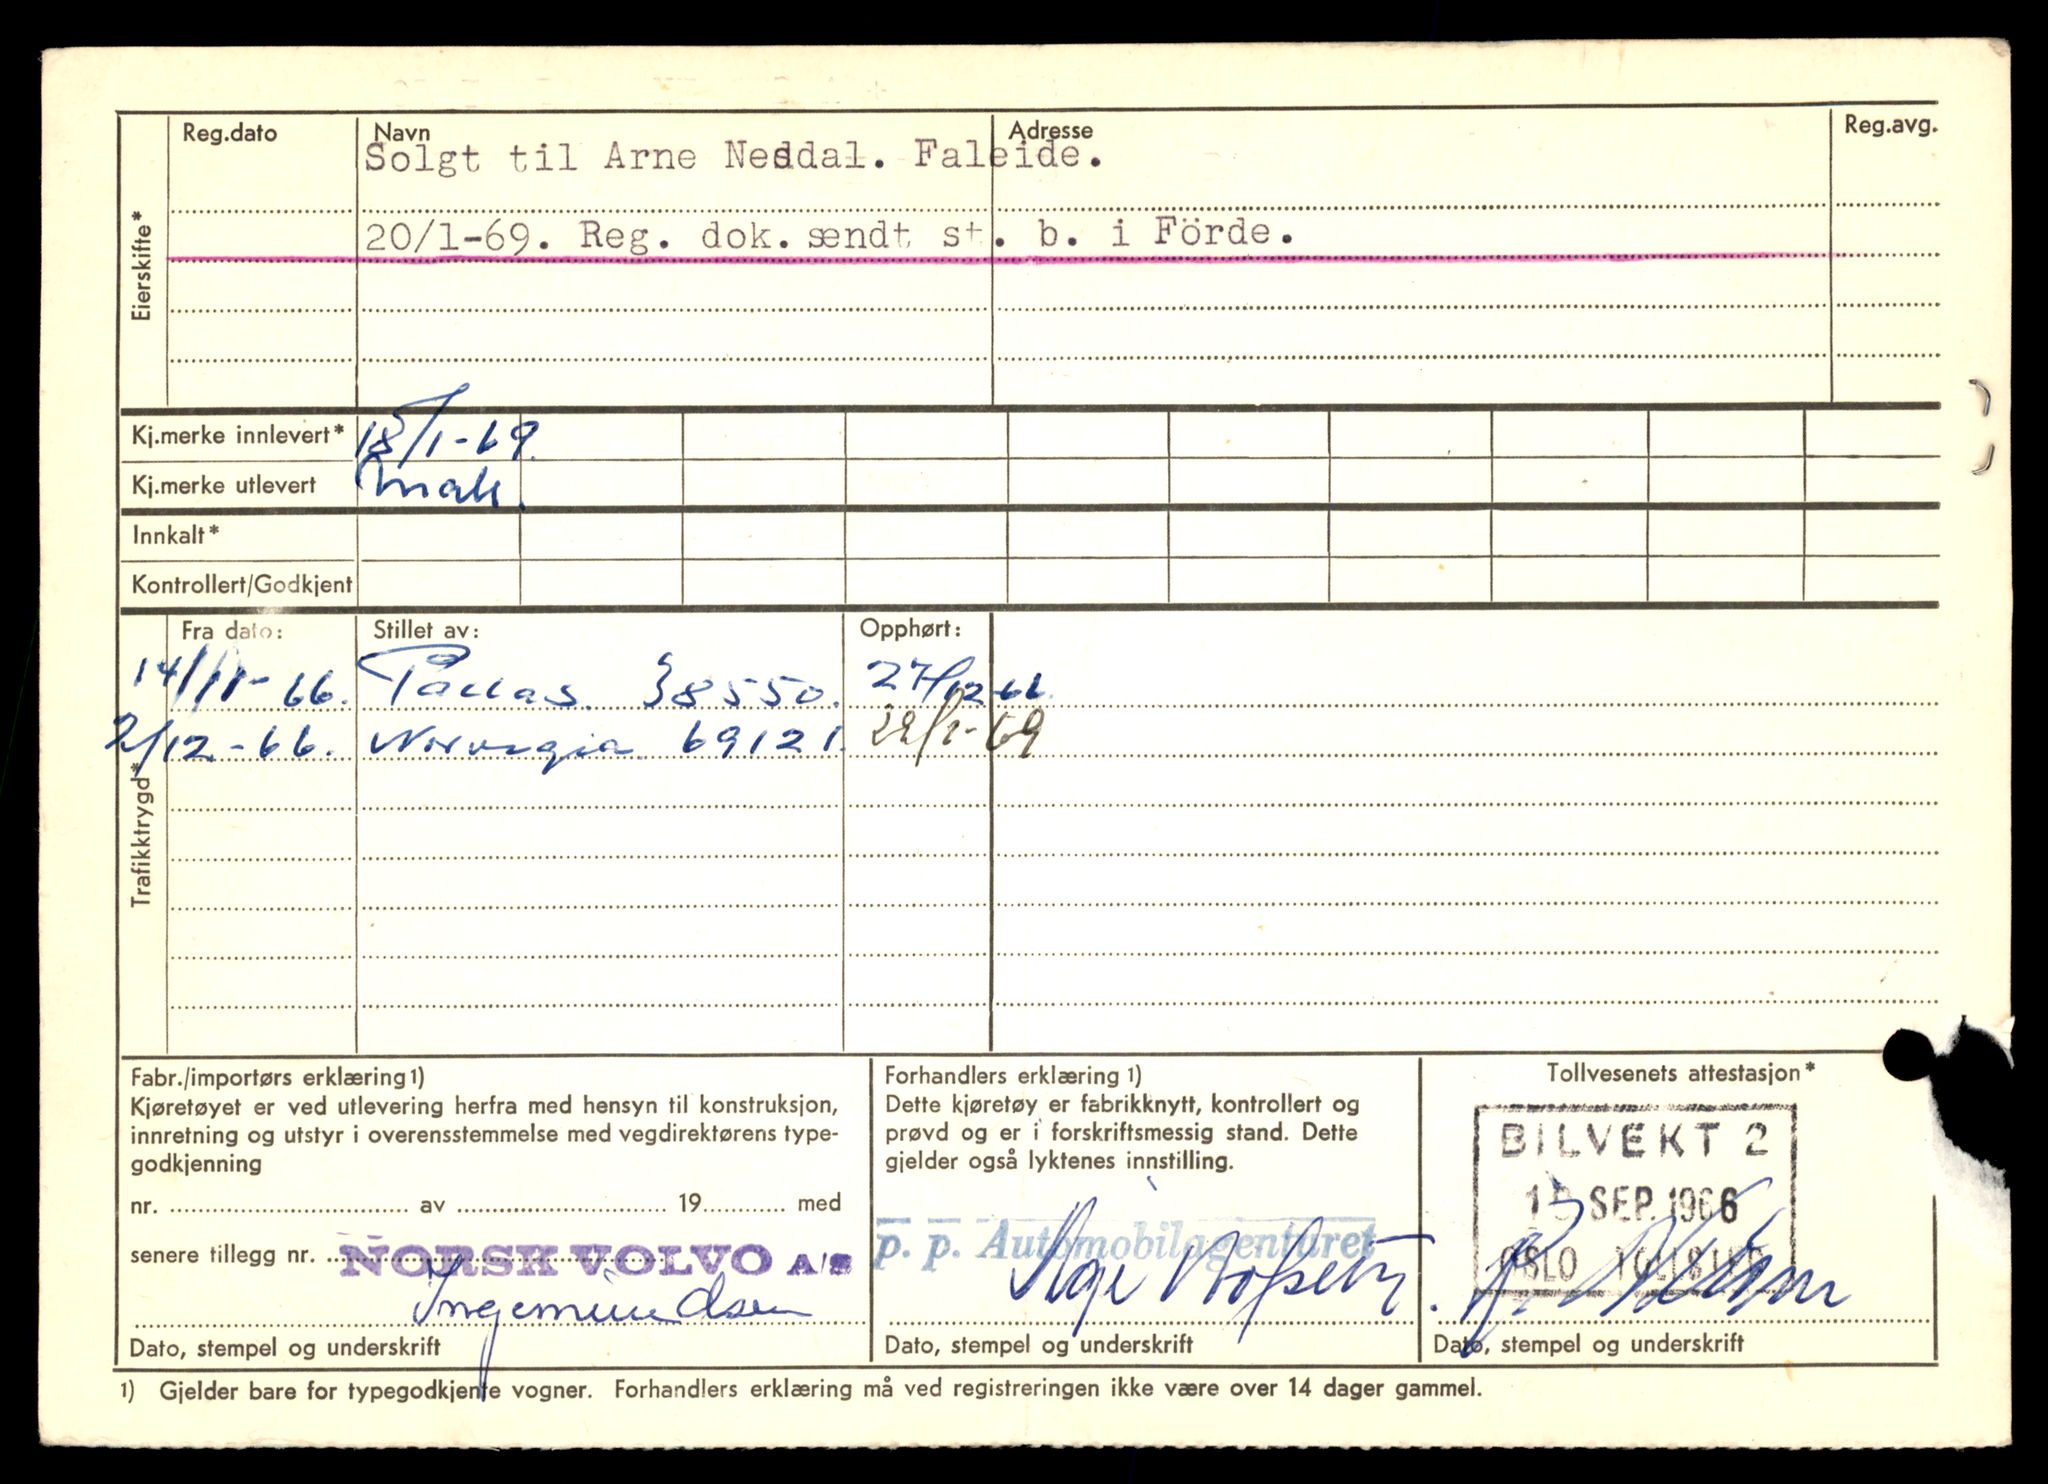 Reg.dato Navn Adresse Reg.avg.
Solgt til Arne Neddal. Faleide.
20/1-69. Reg. dok. sendt st. b. i Förde.
Eierskifte*
Kj.merke innlevert* 18/1-69.
Kj.merke utlevert
Innkalt*
Kontrollert/Godkjent
Trafikktrygd*
Fra dato: Stillet av: Opphørt:
14/11-66. Pallas 38550. 27/12-66.
2/12-66. Norvegia 69121. 29/1-69
Fabr./importørs erklæring 1)
Kjøretøyet er ved utlevering herfra med hensyn til konstruksjon,
innretning og utstyr i overensstemmelse med vegdirektørens type-
godkjenning
nr. av 19 med
senere tillegg nr. NORSK VOLVO A/S
Ingemundsen
Dato, stempel og underskrift
Forhandlers erklæring 1)
Dette kjøretøy er fabrikknytt, kontrollert og
prøvd og er i forskriftsmessig stand. Dette
gjelder også lyktenes innstilling.
p. p. Automobilagenturet
Dato, stempel og underskrift
Tollvesenets attestasjon*
BILVEKT 2
SEP. 1966
OSLO TOLLSTED
Dato, stempel og underskrift
1) Gjelder bare for typegodkjente vogner. Forhandlers erklæring må ved registreringen ikke være over 14 dager gammel.